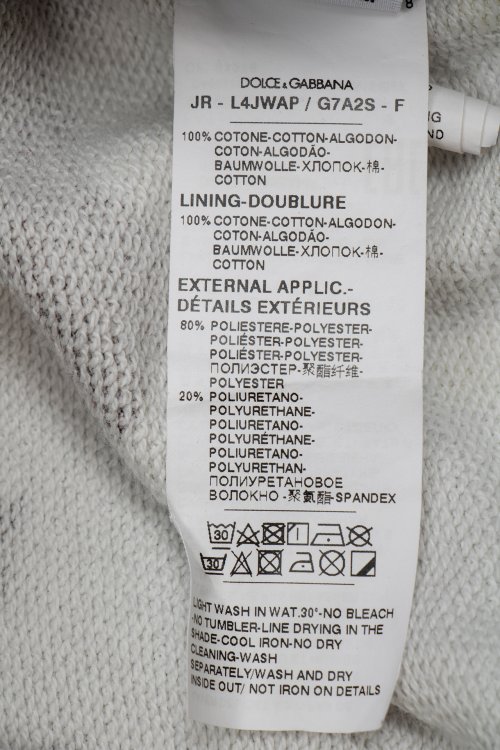 DOLCE & GABBANA
JR - L4JWAP / G7A2S - F
100% COTONE-COTTON-ALGODON-
COTON-ALGODÃO-
BAUMWOLLE-ХЛОПОК-棉-
COTTON
LINING-DOUBLURE
100% COTONE-COTTON-ALGODON-
COTON-ALGODÃO-
BAUMWOLLE-ХЛОПОК-棉-
COTTON
EXTERNAL APPLIC.-
DÉTAILS EXTÉRIEURS
80% POLIESTERE-POLYESTER-
POLIÉSTER-POLYESTER-
POLIÉSTER-POLYESTER-
ПОЛИЭСТЕР-聚酯纤维-
POLYESTER
20% POLIURETANO-
POLYURETHANE-
POLIURETANO-
POLYURÉTHANE-
POLIURETANO-
POLYURETHAN-
ПОЛИУРЕТАНОВОЕ
ВОЛОКНО-聚氨酯-SPANDEX
30
30
LIGHT WASH IN WAT.30°-NO BLEACH
-NO TUMBLER-LINE DRYING IN THE
SHADE-COOL IRON-NO DRY
CLEANING-WASH
SEPARATELY/WASH AND DRY
INSIDE OUT/ NOT IRON ON DETAILS